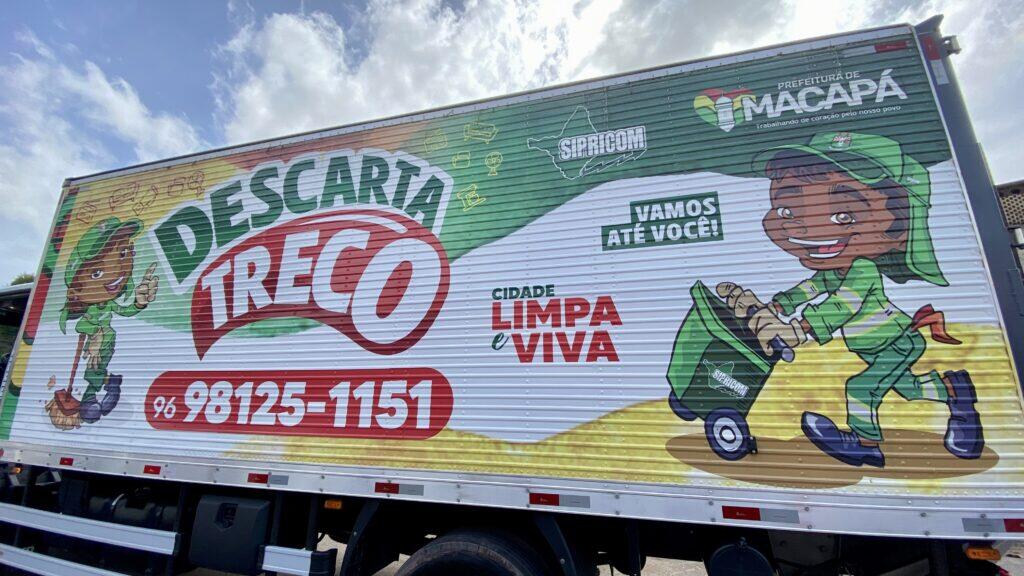 DESCARTA
TRECO
96 98125-1151
SIPRICOM
PREFEITURA DE
MACAPÁ
Trabalhando de coração pelo nosso povo
VAMOS
ATÉ VOCÊ!
CIDADE
LIMPA
e VIVA
SIPRICOM